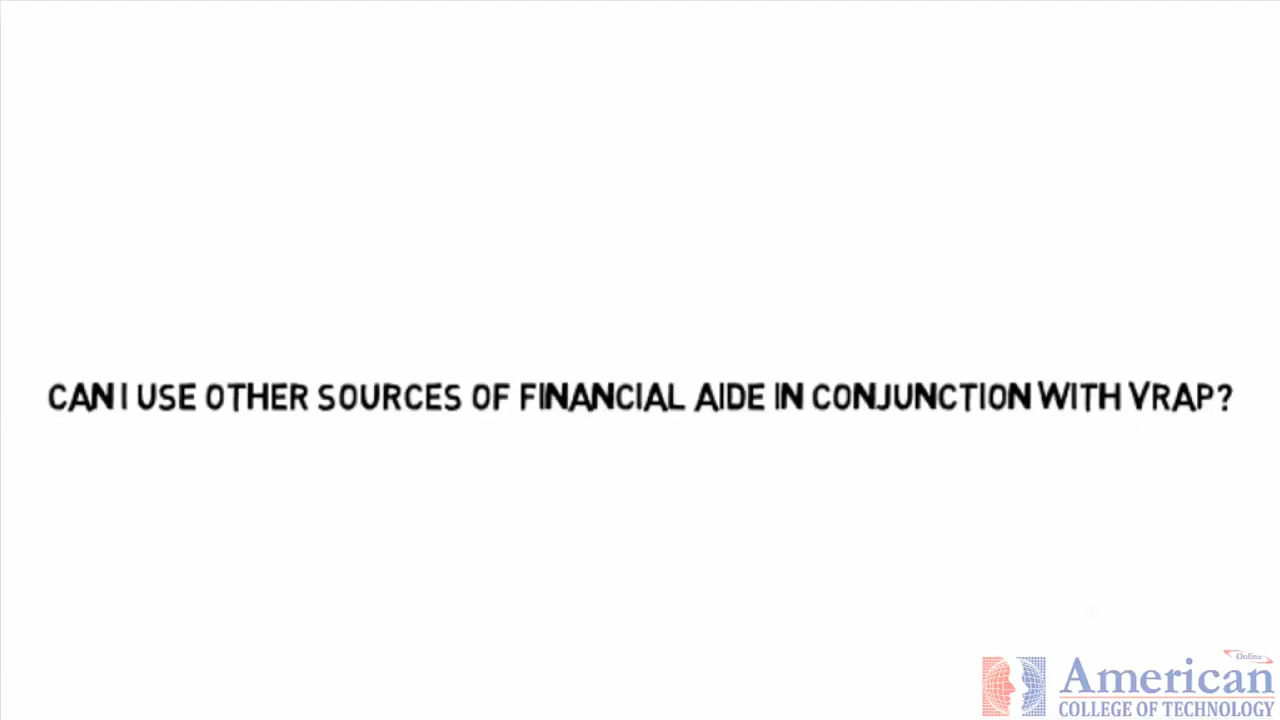 CAN I USE OTHER SOURCES OF FINANCIAL AIDE IN CONJUNCTION WITH VRAP?
Online
American
COLLEGE OF TECHNOLOGY